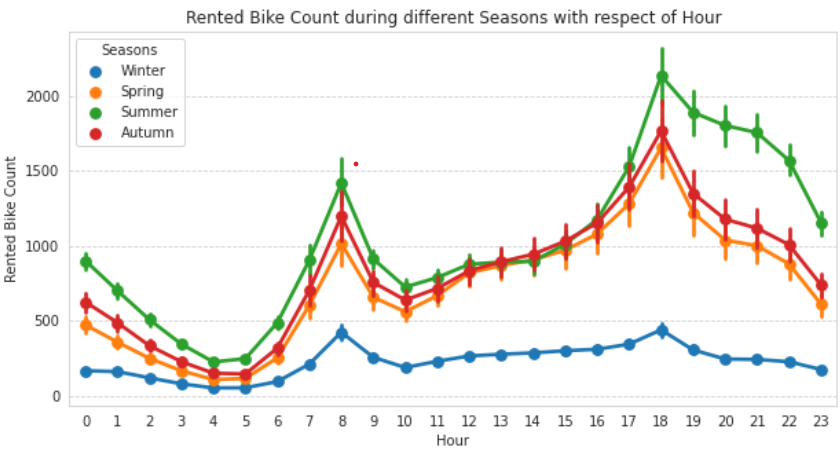 Rented Bike Count during different Seasons with respect of Hour
Seasons
Winter
Spring
Summer
Autumn
Rented Bike Count
2000
1500
1000
500
0
0 1 2 3 4 5 6 7 8 9 10 11 12 13 14 15 16 17 18 19 20 21 22 23
Hour